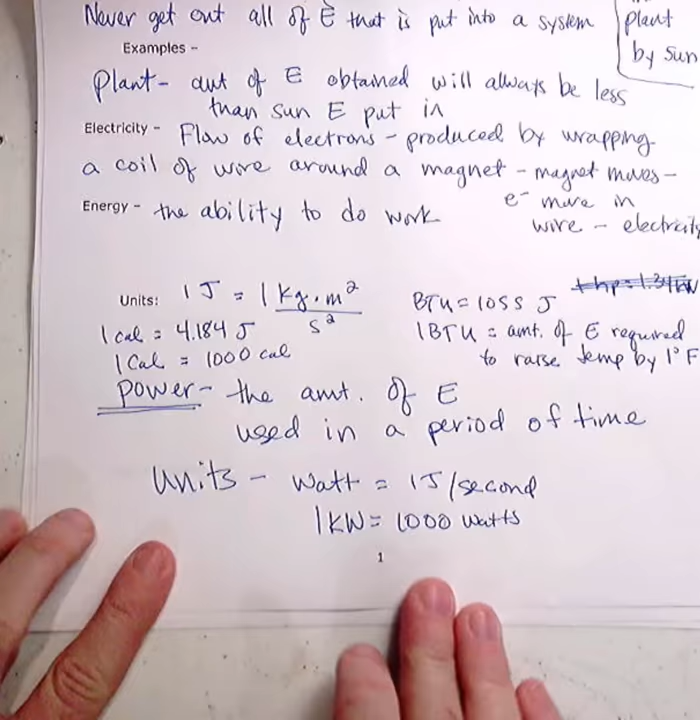 Never get out all of E that is put into a system
plant
by sun
Examples –
Plant- amt of E obtained will always be less
than sun E put in
Electricity – Flow of electrons - produced by wrapping
a coil of wire around a magnet - magnet moves -
e⁻ move in
wire - electricity
Energy – the ability to do work
Units: 1 J = 1 kg·m²/s²
1 cal = 4.184 J
1 Cal = 1000 cal
BTU = 1055 J
1 BTU = amt. of E required
to raise temp by 1°F
Power- the amt. of E
used in a period of time
Units - Watt = 1J/second
1 KW = 1000 watts
1